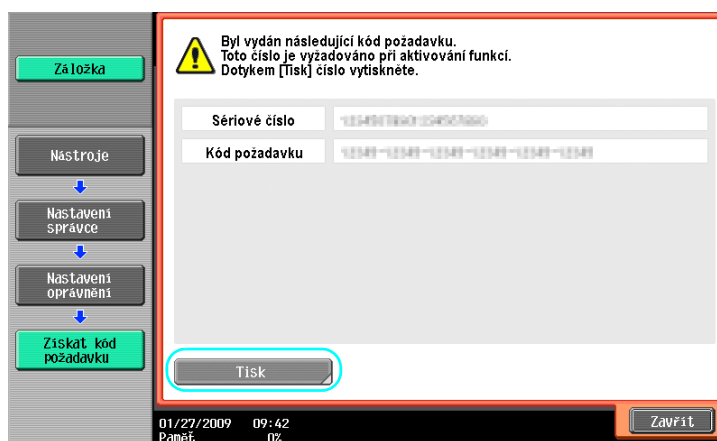 Záložka
Byl vydán následující kód požadavku.
Toto číslo je vyžadováno při aktivování funkcí.
Dotykem [Tisk] číslo vytiskněte.
Sériové číslo
Kód požadavku
Nástroje
Nastavení
správce
Nastavení
oprávnění
Získat kód
požadavku
Tisk
01/27/2009 09:42
Paměť 0%
Zavřít